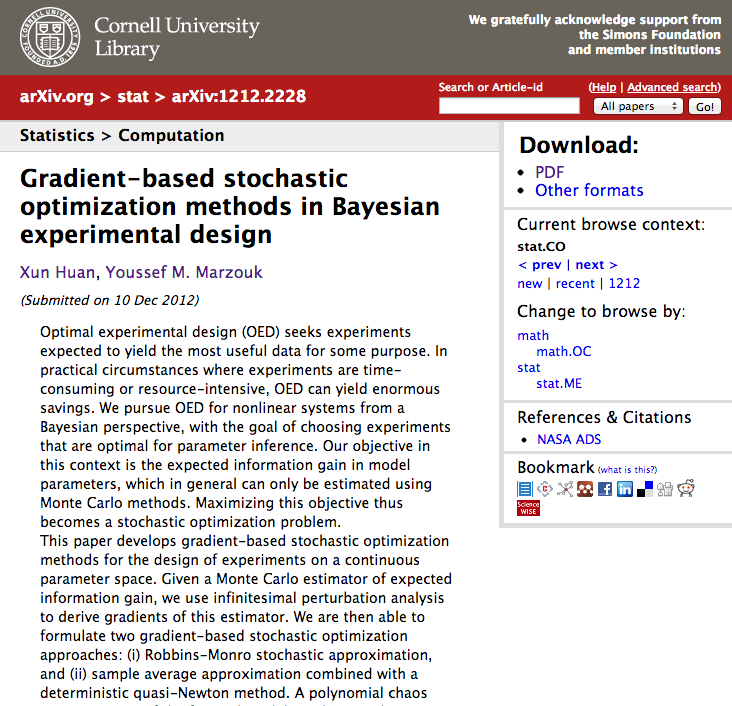 Cornell University
Library
We gratefully acknowledge support from
the Simons Foundation
and member institutions
arXiv.org > stat > arXiv:1212.2228
Search or Article-id
(Help | Advanced search)
All papers
Go!
Statistics > Computation
Gradient-based stochastic
optimization methods in Bayesian
experimental design
Xun Huan, Youssef M. Marzouk
(Submitted on 10 Dec 2012)
Optimal experimental design (OED) seeks experiments
expected to yield the most useful data for some purpose. In
practical circumstances where experiments are time-
consuming or resource-intensive, OED can yield enormous
savings. We pursue OED for nonlinear systems from a
Bayesian perspective, with the goal of choosing experiments
that are optimal for parameter inference. Our objective in
this context is the expected information gain in model
parameters, which in general can only be estimated using
Monte Carlo methods. Maximizing this objective thus
becomes a stochastic optimization problem.
This paper develops gradient-based stochastic optimization
methods for the design of experiments on a continuous
parameter space. Given a Monte Carlo estimator of expected
information gain, we use infinitesimal perturbation analysis
to derive gradients of this estimator. We are then able to
formulate two gradient-based stochastic optimization
approaches: (i) Robbins-Monro stochastic approximation,
and (ii) sample average approximation combined with a
deterministic quasi-Newton method. A polynomial chaos
Download:
• PDF
• Other formats
Current browse context:
stat.CO
< prev | next >
new | recent | 1212
Change to browse by:
math
math.OC
stat
stat.ME
References & Citations
• NASA ADS
Bookmark (what is this?)
Science
WISE